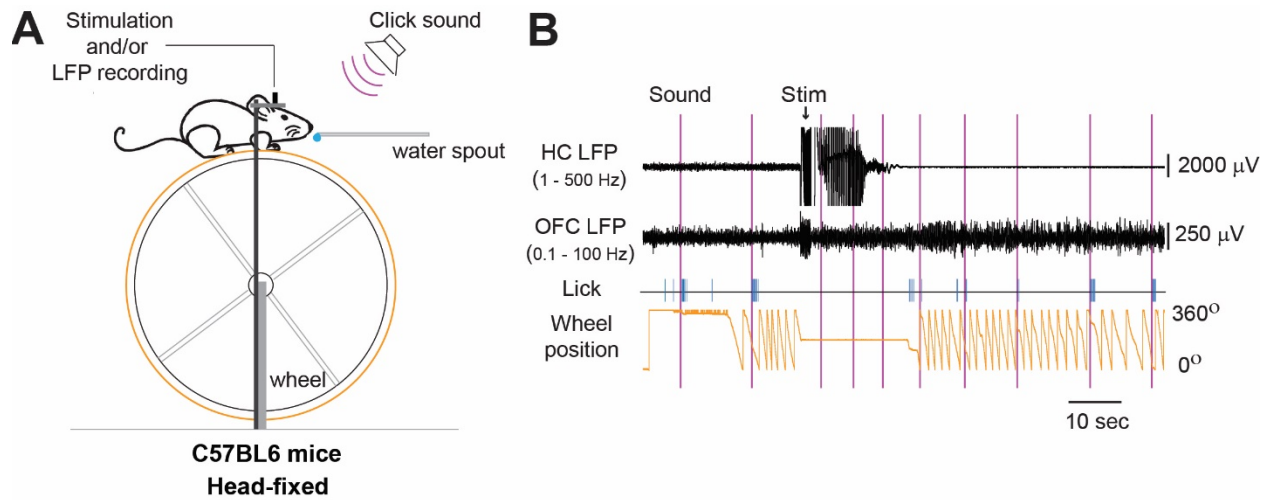 A
Stimulation
and/or
LFP recording
Click sound
water spout
wheel
C57BL6 mice
Head-fixed
B
Sound
Stim
HC LFP
(1 - 500 Hz)
2000 µV
OFC LFP
(0.1 - 100 Hz)
250 µV
Lick
Wheel
position
360°
0°
10 sec